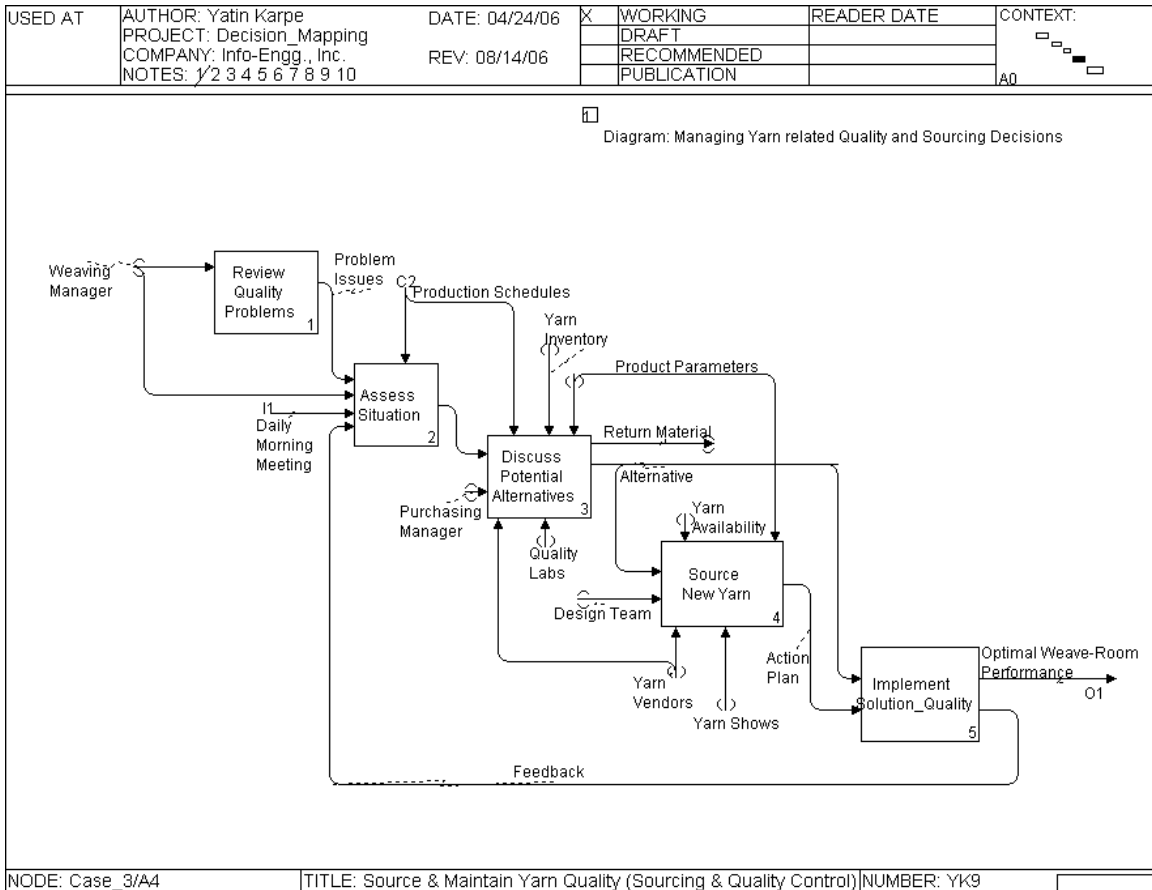 USED AT
AUTHOR: Yatin Karpe
DATE: 04/24/06
PROJECT: Decision_Mapping
COMPANY: Info-Engg., Inc.
REV: 08/14/06
NOTES: 1 2 3 4 5 6 7 8 9 10
X
WORKING
DRAFT
RECOMMENDED
PUBLICATION
READER DATE
CONTEXT:
A0
1
Diagram: Managing Yarn related Quality and Sourcing Decisions
Weaving
Manager
Review
Quality
Problems
1
Problem
Issues
C2
Production Schedules
Yarn
Inventory
Product Parameters
Assess
Situation
2
I1
Daily
Morning
Meeting
Return Material
Discuss
Potential
Alternatives
3
Alternative
Purchasing
Manager
Quality
Labs
Yarn
Availability
Source
New Yarn
4
Design Team
Yarn
Vendors
Yarn Shows
Action
Plan
Optimal Weave-Room
Performance
O1
Implement
Solution_Quality
5
Feedback
NODE: Case_3/A4
TITLE: Source & Maintain Yarn Quality (Sourcing & Quality Control)
NUMBER: YK9